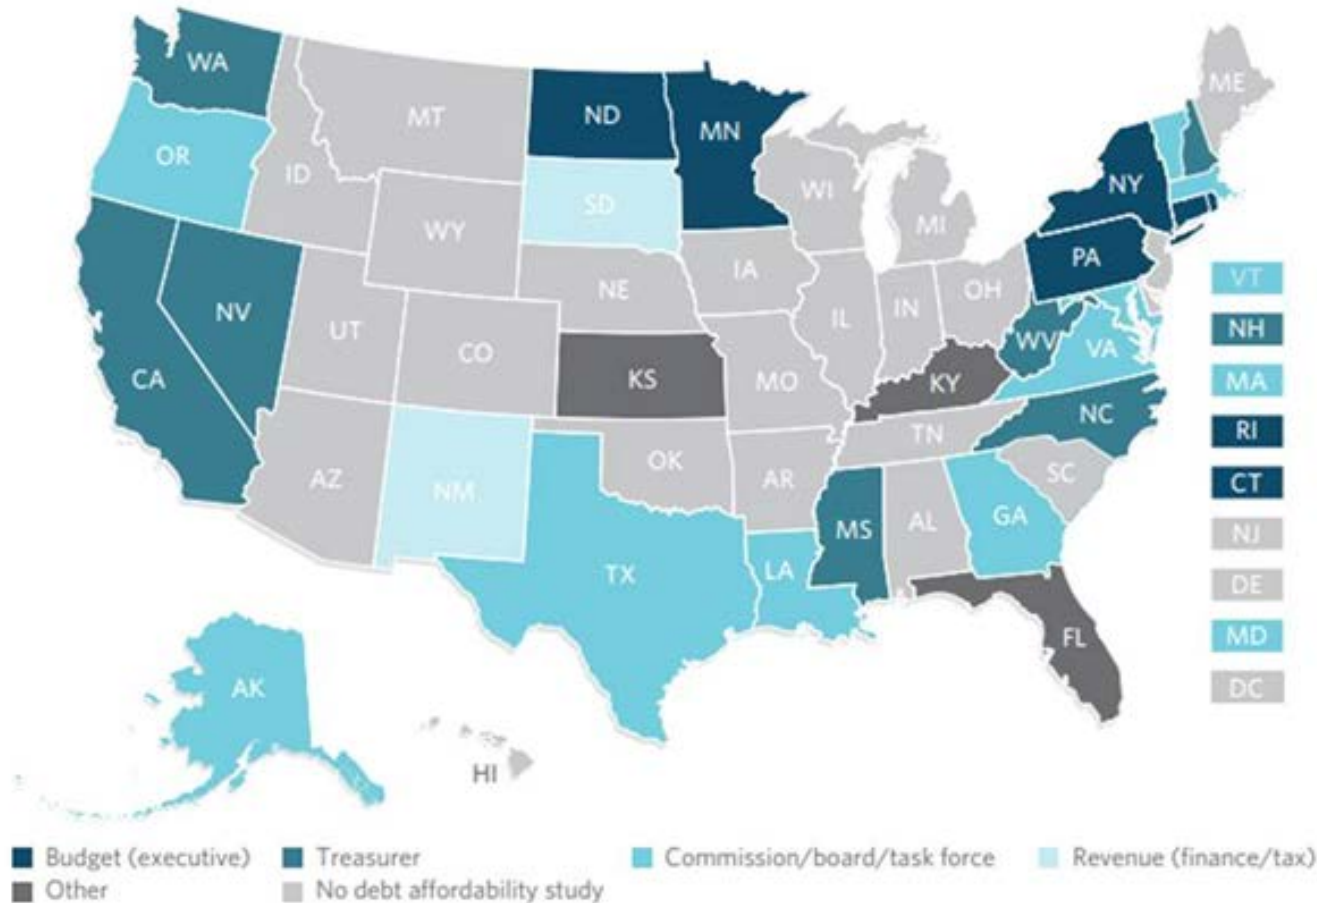 WA
MT
ND
MN
ME
OR
ID
SD
WI
NY
WY
MI
IA
PA
NE
VT
NV
UT
IL
IN
OH
NH
CO
WV
VA
CA
KS
MO
KY
MA
NC
TN
RI
AZ
NM
OK
AR
SC
CT
MS
AL
GA
NJ
TX
LA
DE
FL
MD
AK
DC
HI
Budget (executive)
Treasurer
Commission/board/task force
Revenue (finance/tax)
Other
No debt affordability study